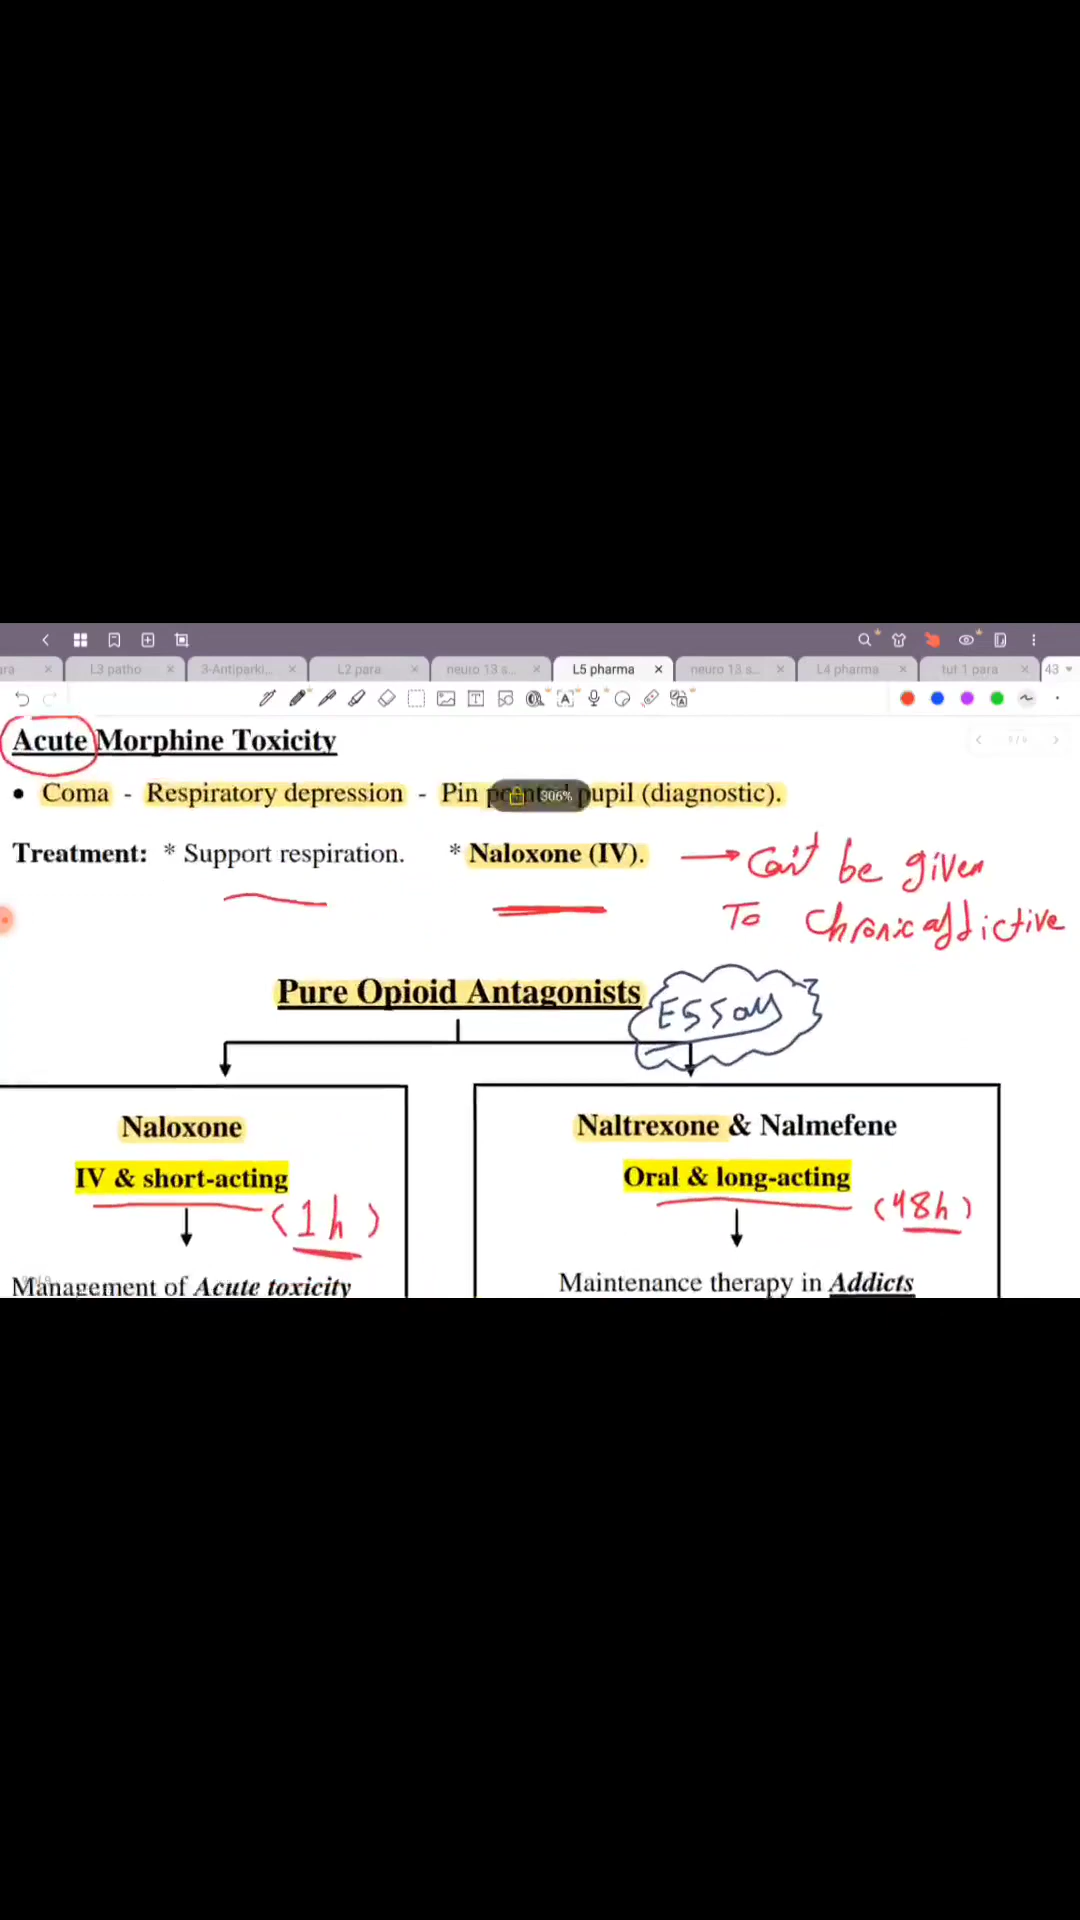 L3 patho
3-Antiparki...
L2 para
neuro 13 s...
L5 pharma
neuro 13 s...
L4 pharma
tut 1 para
43
Acute Morphine Toxicity
306%
• Coma - Respiratory depression - Pin pupil (diagnostic).
Treatment: * Support respiration. * Naloxone (IV). → Can't be given
To chronic addictive
Pure Opioid Antagonists
ESSay
Naloxone
IV & short-acting
(1h)
Management of Acute toxicity
Naltrexone & Nalmefene
Oral & long-acting
(48h)
Maintenance therapy in Addicts